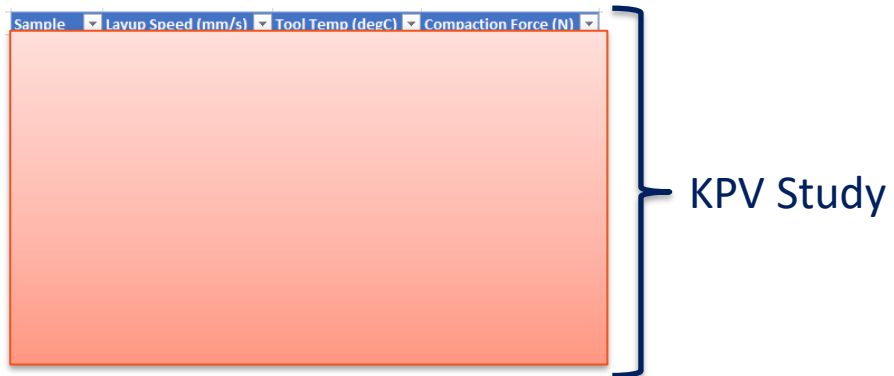 Sample Layup Speed (mm/s) Tool Temp (degC) Compaction Force (N)
KPV Study